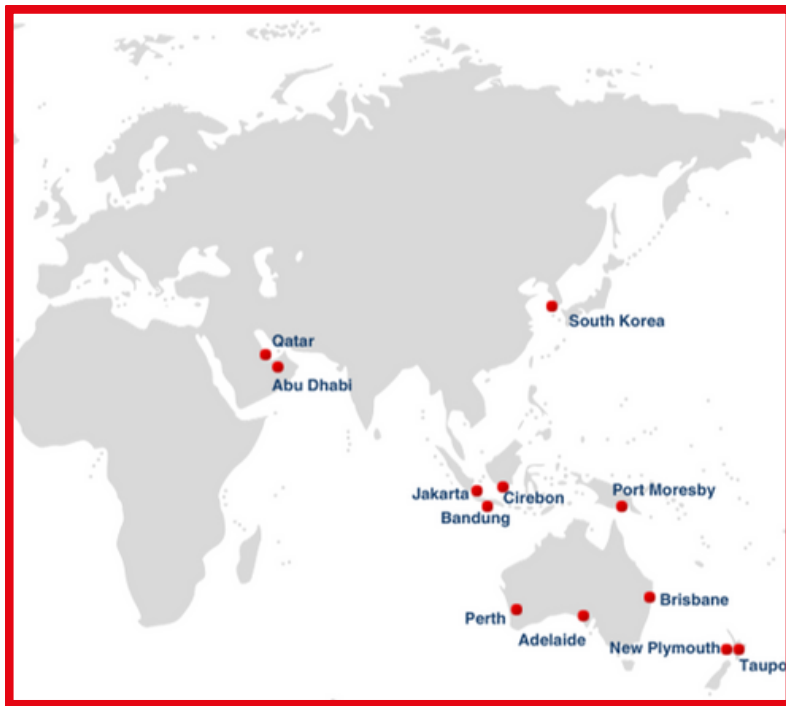 South Korea
Qatar
Abu Dhabi
Jakarta
Cirebon
Port Moresby
Bandung
Brisbane
Perth
Adelaide
New Plymouth
Taupo